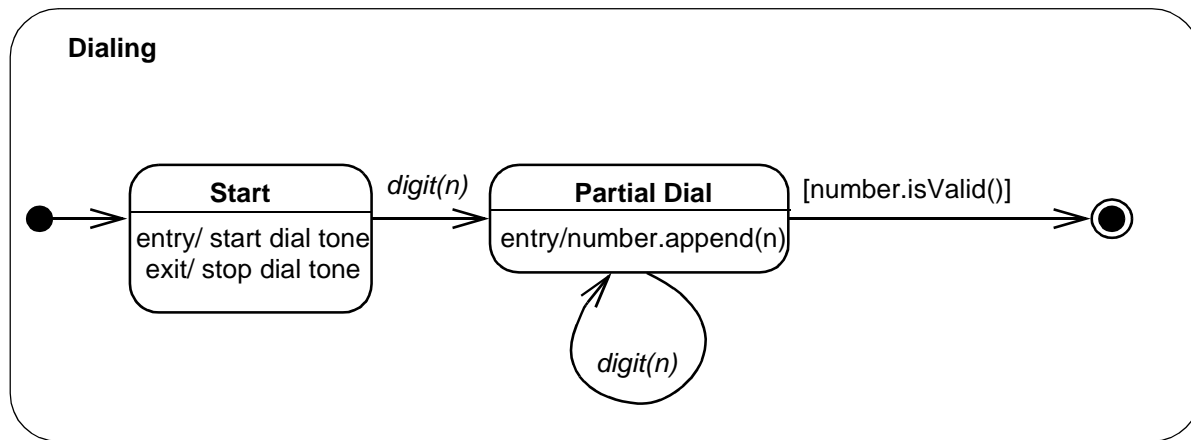 Dialing
Start
entry/ start dial tone
exit/ stop dial tone
digit(n)
Partial Dial
entry/number.append(n)
digit(n)
[number.isValid()]